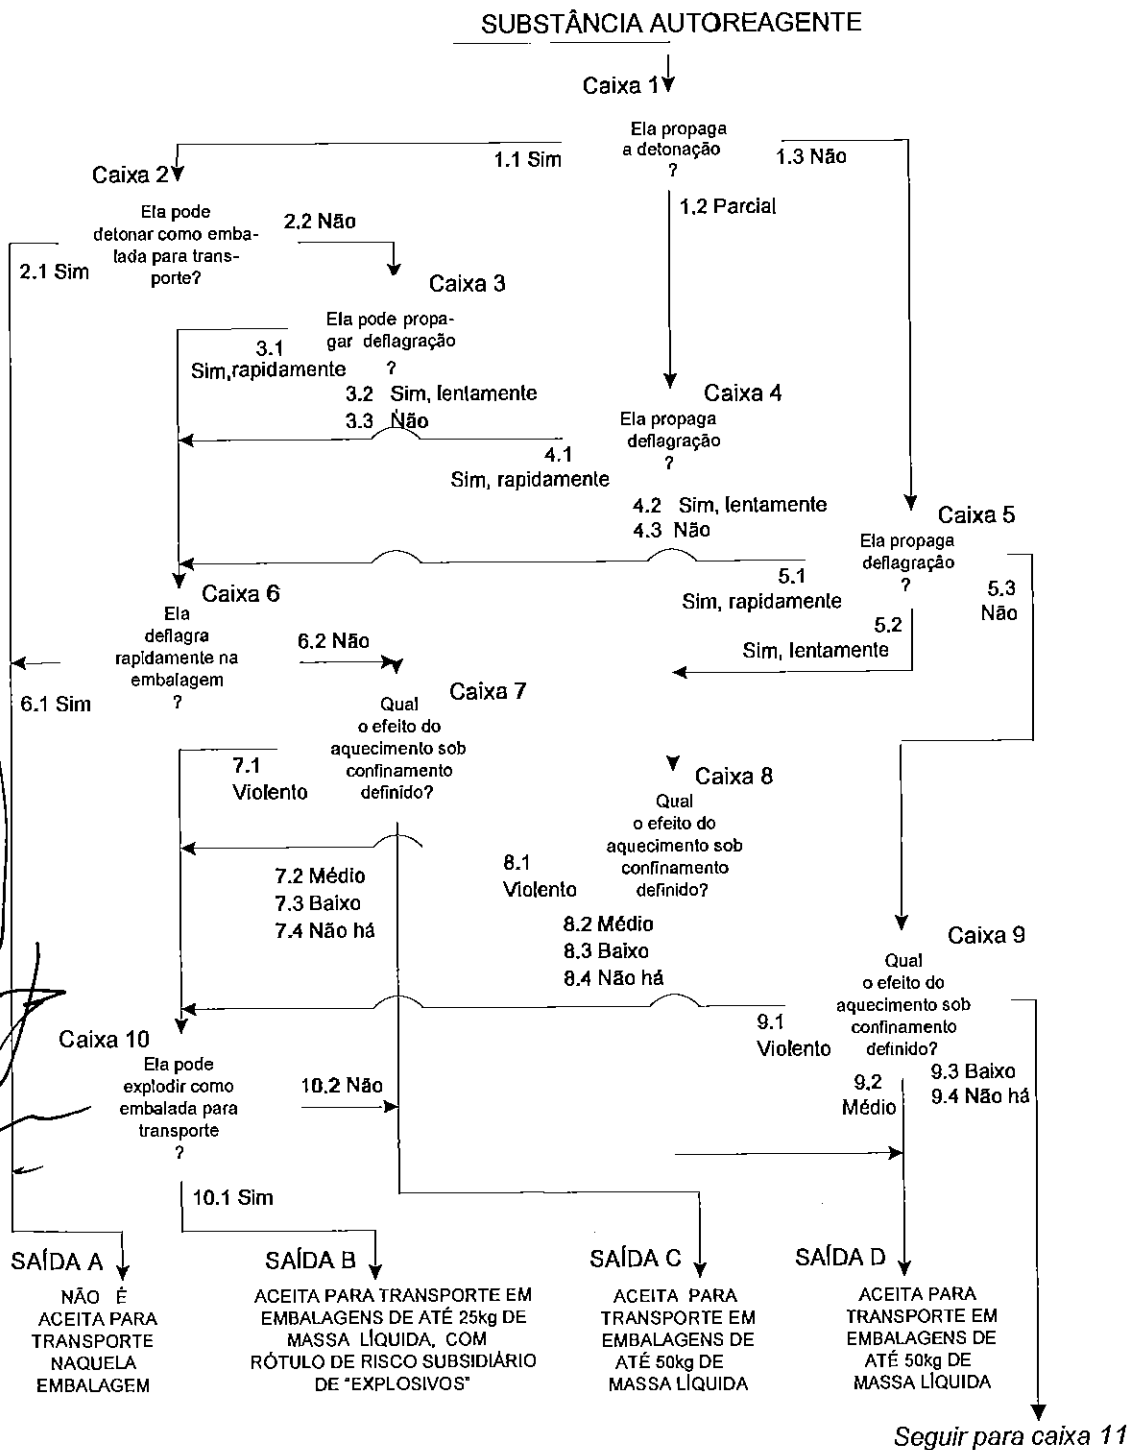 SUBSTÂNCIA AUTOREAGENTE
Caixa 1
Ela propaga
a detonação
?
1.1 Sim
1.3 Não
1.2 Parcial
Caixa 2
Ela pode
detonar como emba-
lada para trans-
porte?
2.2 Não
2.1 Sim
Caixa 3
Ela pode propa-
gar deflagração
?
3.1
Sim, rapidamente
3.2 Sim, lentamente
3.3 Não
Caixa 4
Ela propaga
deflagração
?
4.1
Sim, rapidamente
4.2 Sim, lentamente
4.3 Não
Caixa 5
Ela propaga
deflagração
?
5.1
Sim, rapidamente
5.2
Sim, lentamente
5.3
Não
Caixa 6
Ela
deflagra
rapidamente na
embalagem
?
6.2 Não
6.1 Sim
Caixa 7
Qual
o efeito do
aquecimento sob
confinamento
definido?
7.1
Violento
7.2 Médio
7.3 Baixo
7.4 Não há
Caixa 8
Qual
o efeito do
aquecimento sob
confinamento
definido?
8.1
Violento
8.2 Médio
8.3 Baixo
8.4 Não há
Caixa 9
Qual
o efeito do
aquecimento sob
confinamento
definido?
9.1
Violento
9.2
Médio
9.3 Baixo
9.4 Não há
Caixa 10
Ela pode
explodir como
embalada para
transporte
?
10.2 Não
10.1 Sim
SAÍDA A
NÃO É
ACEITA PARA
TRANSPORTE
NAQUELA
EMBALAGEM
SAÍDA B
ACEITA PARA TRANSPORTE EM
EMBALAGENS DE ATÉ 25kg DE
MASSA LÍQUIDA, COM
RÓTULO DE RISCO SUBSIDIÁRIO
DE "EXPLOSIVOS"
SAÍDA C
ACEITA PARA
TRANSPORTE EM
EMBALAGENS DE
ATÉ 50kg DE
MASSA LÍQUIDA
SAÍDA D
ACEITA PARA
TRANSPORTE EM
EMBALAGENS DE
ATÉ 50kg DE
MASSA LÍQUIDA
Seguir para caixa 11